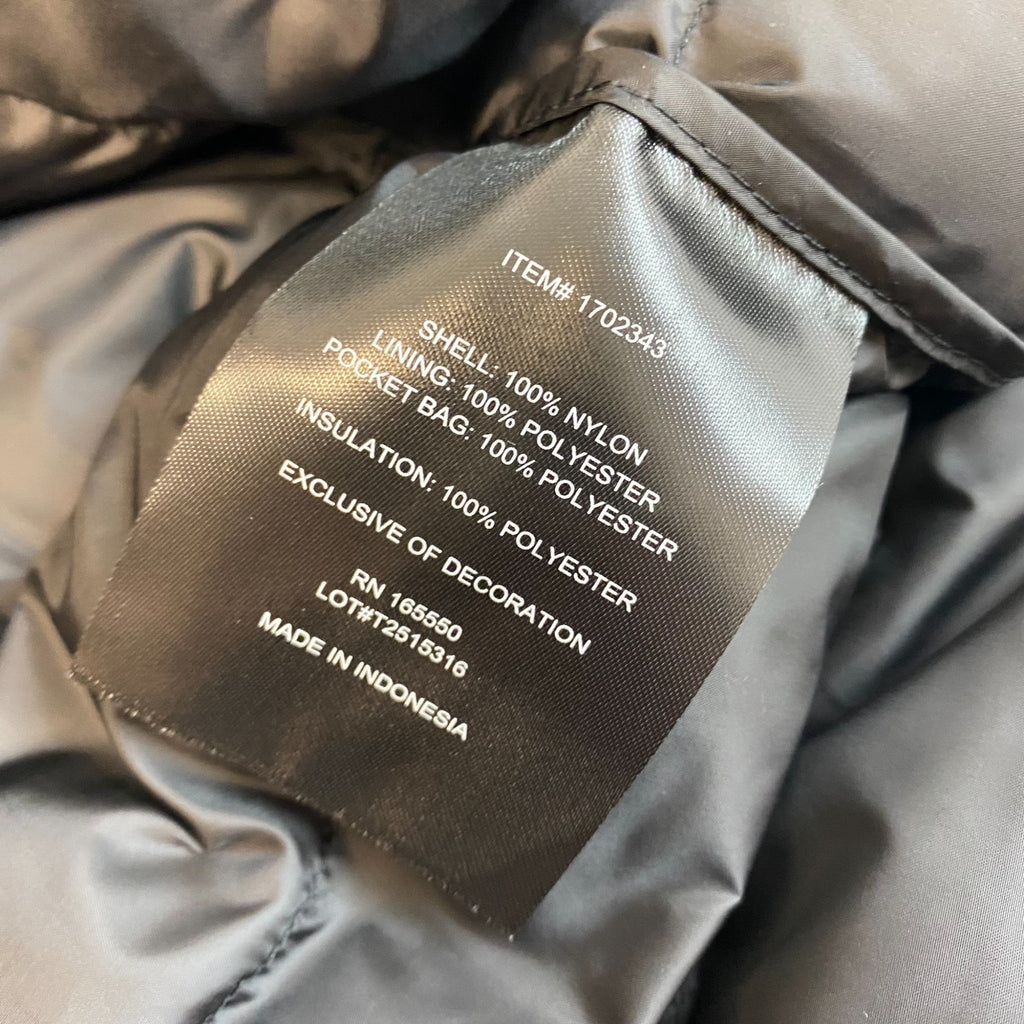 ITEM# 1702343
SHELL: 100% NYLON
LINING: 100% POLYESTER
POCKET BAG: 100% POLYESTER
INSULATION: 100% POLYESTER
EXCLUSIVE OF DECORATION
RN 165550
LOT#T2515316
MADE IN INDONESIA